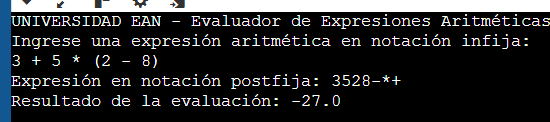 UNIVERSIDAD EAN - Evaluador de Expresiones Aritméticas
Ingrese una expresión aritmética en notación infija:
3 + 5 * (2 - 8)
Expresión en notación postfija: 3528-*+
Resultado de la evaluación: -27.0